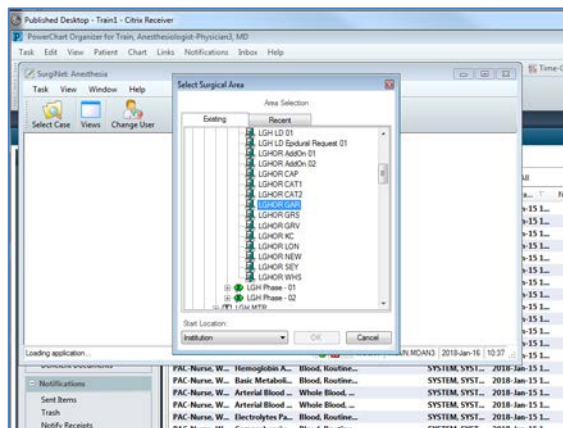 Published Desktop - Train1 - Citrix Receiver
PowerChart Organizer for Train, Anesthesiologist-Physician3, MD
Task Edit View Patient Chart Links Notifications Inbox Help
SurgiNet: Anesthesia
Task View Window Help
Select Case Views Change User
Select Surgical Area
Area Selection
Existing Recent
LGH LD 01
LGH LD Epidural Request 01
LGHOR AddOn 01
LGHOR AddOn 02
LGHOR CAP
LGHOR CAT1
LGHOR CAT2
LGHOR GAR
LGHOR GRS
LGHOR GRV
LGHOR KC
LGHOR LON
LGHOR NEW
LGHOR SEY
LGHOR WHS
LGH Phase - 01
LGH Phase - 02
LGH MTR
Start Location:
Institution OK Cancel
Loading application... 2018-Jan-16 10:37
Notifications
Sent Items
Trash
Notify Receipts
PAC-Nurse, W... Hemoglobin A... Blood, Routine... SYSTEM, SYST... 2018-Jan-15 1...
PAC-Nurse, W... Basic Metaboli... Blood, Routine... SYSTEM, SYST... 2018-Jan-15 1...
PAC-Nurse, W... Arterial Blood ... Whole Blood, ... SYSTEM, SYST... 2018-Jan-15 1...
PAC-Nurse, W... Arterial Blood ... Whole Blood, ... SYSTEM, SYST... 2018-Jan-15 1...
PAC-Nurse, W... Electrolytes Pa... Blood, Routine... SYSTEM, SYST... 2018-Jan-15 1...